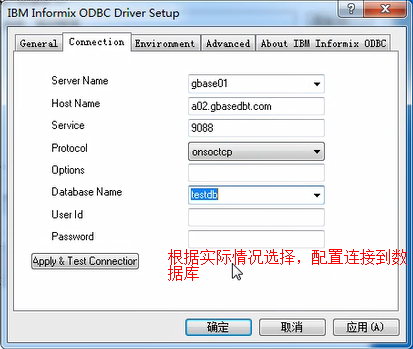 IBM Informix ODBC Driver Setup
General Connection Environment Advanced About IBM Informix ODBC
Server Name gbase01
Host Name a02.gbasedbt.com
Service 9088
Protocol onsoctcp
Options
Database Name testdb
User Id
Password
Apply & Test Connection
根据实际情况选择，配置连接到数
据库
确定 取消 应用(A)